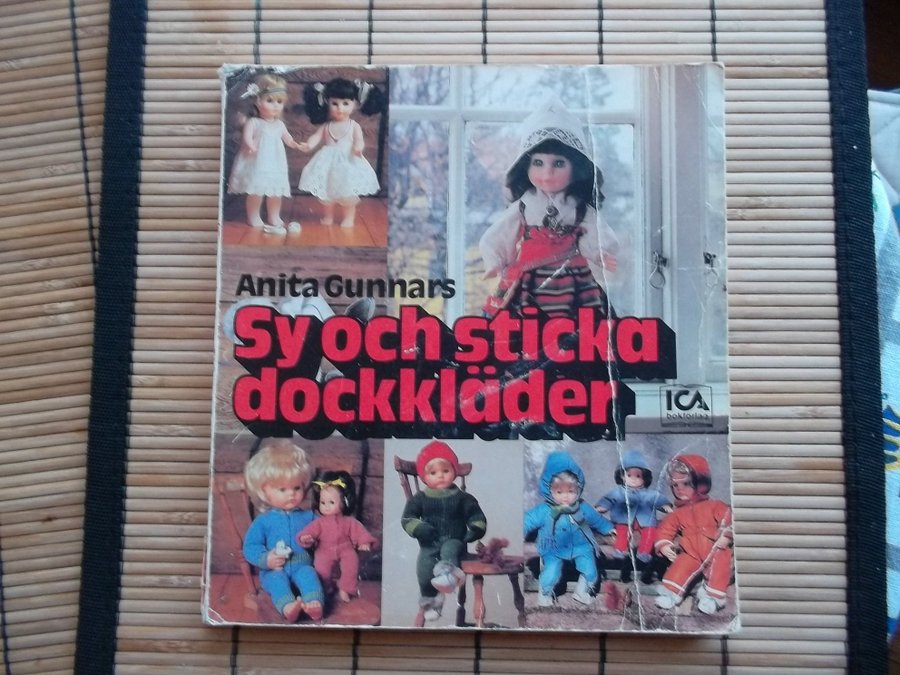 Anita Gunnars
Sy och sticka
dockkläder
ICA
bokförlag